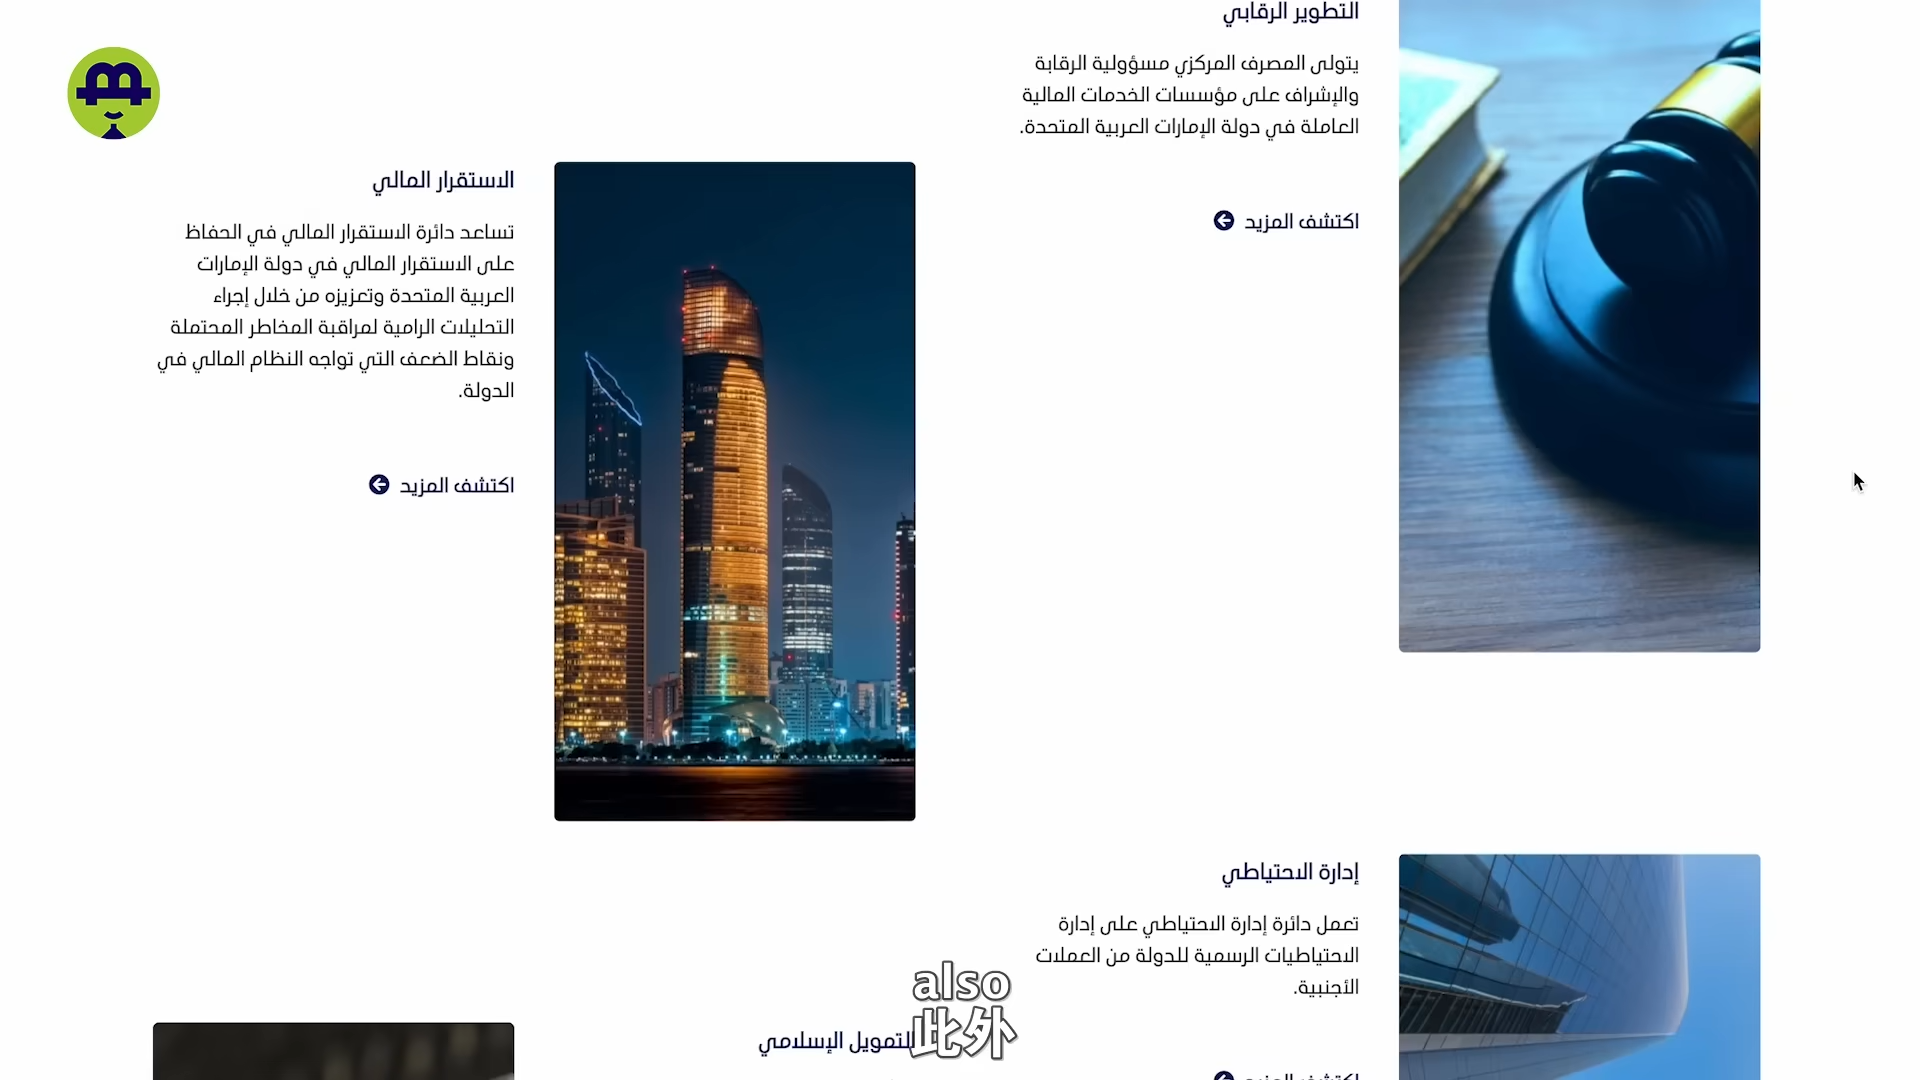 التطوير الرقابي
يتولى المصرف المركزي مسؤولية الرقابة
والإشراف على مؤسسات الخدمات المالية
العاملة في دولة الإمارات العربية المتحدة.
اكتشف المزيد
الاستقرار المالي
تساعد دائرة الاستقرار المالي في الحفاظ
على الاستقرار المالي في دولة الإمارات
العربية المتحدة وتعزيزه من خلال إجراء
التحليلات الرامية لمراقبة المخاطر المحتملة
ونقاط الضعف التي تواجه النظام المالي في
الدولة.
اكتشف المزيد
إدارة الاحتياطي
تعمل دائرة إدارة الاحتياطي على إدارة
الاحتياطيات الرسمية للدولة من العملات
الأجنبية.
اكتشف المزيد
التمويل الإسلامي
also
此外